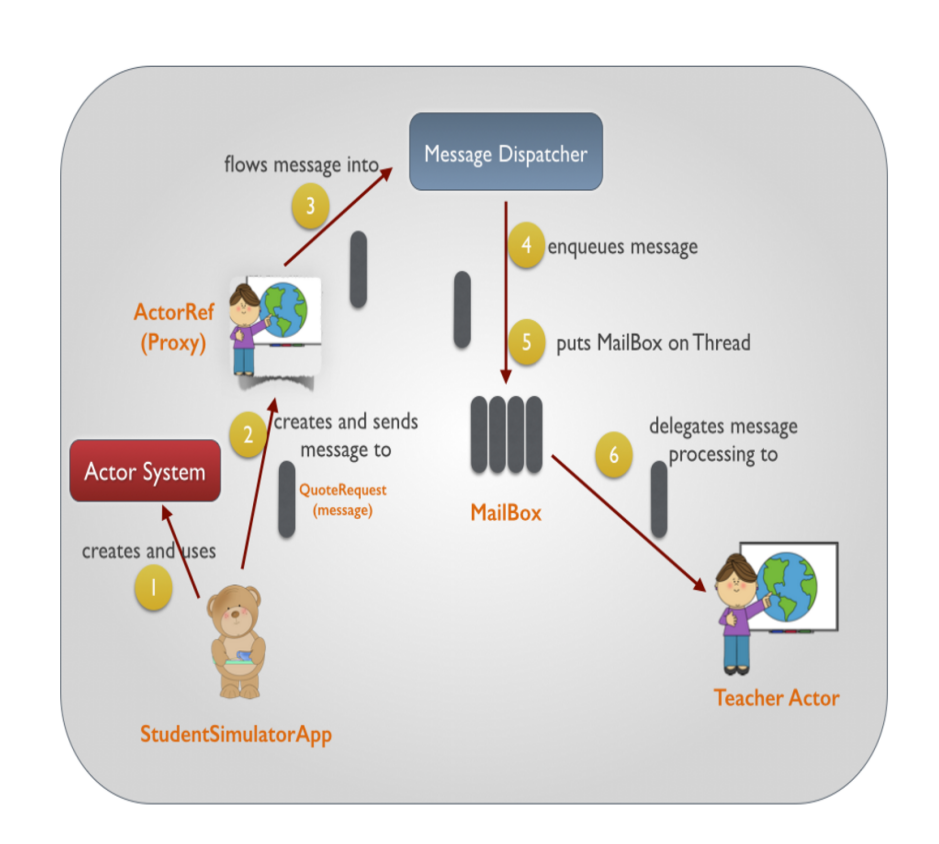 Message Dispatcher
flows message into
3
4
enqueues message
ActorRef
(Proxy)
5
puts MailBox on Thread
2
creates and sends
message to
delegates message
processing to
6
Actor System
QuoteRequest
(message)
MailBox
creates and uses
1
Teacher Actor
StudentSimulatorApp